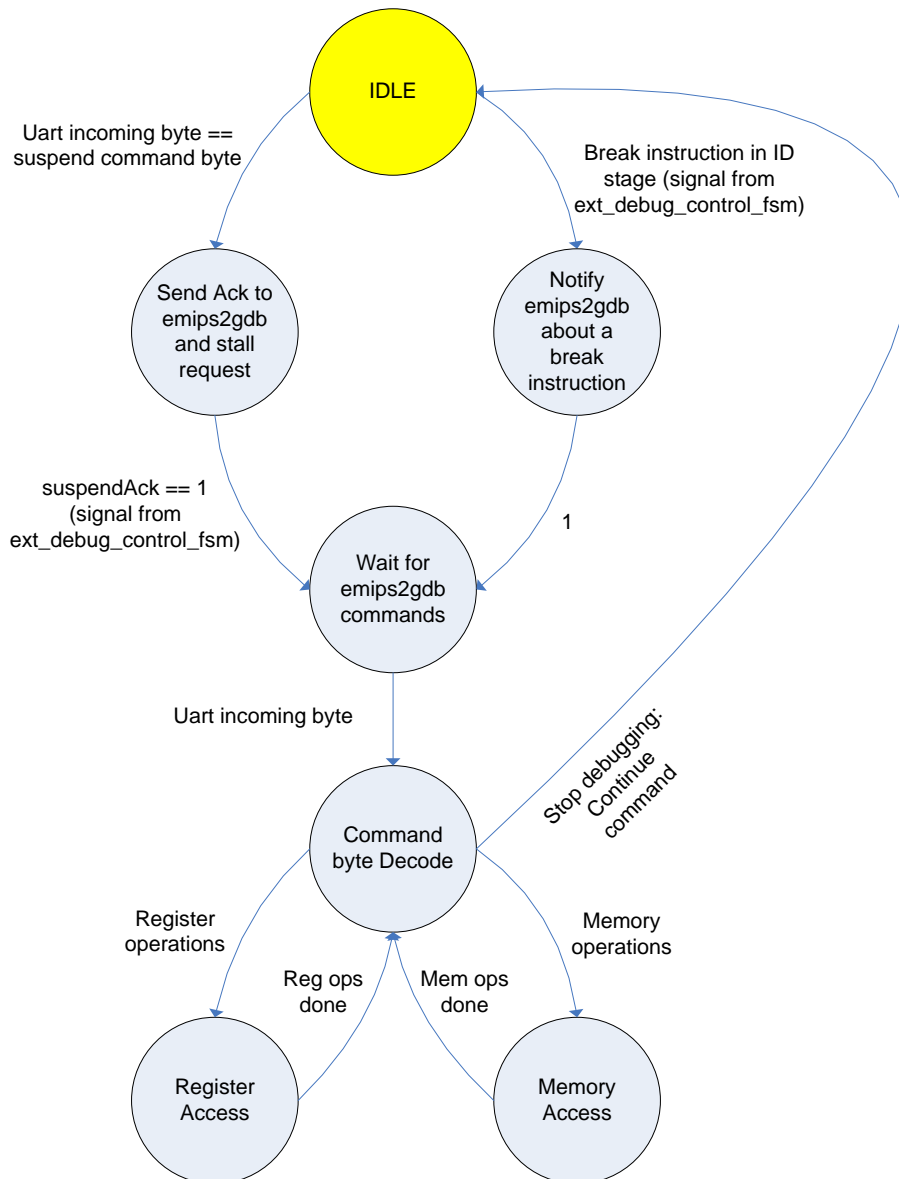 IDLE
Uart incoming byte ==
suspend command byte
Break instruction in ID
stage (signal from
ext_debug_control_fsm)
Send Ack to
emips2gdb
and stall
request
Notify
emips2gdb
about a
break
instruction
suspendAck == 1
(signal from
ext_debug_control_fsm)
1
Wait for
emips2gdb
commands
Uart incoming byte
Stop debugging:
Continue
command
Command
byte Decode
Register
operations
Memory
operations
Reg ops
done
Mem ops
done
Register
Access
Memory
Access